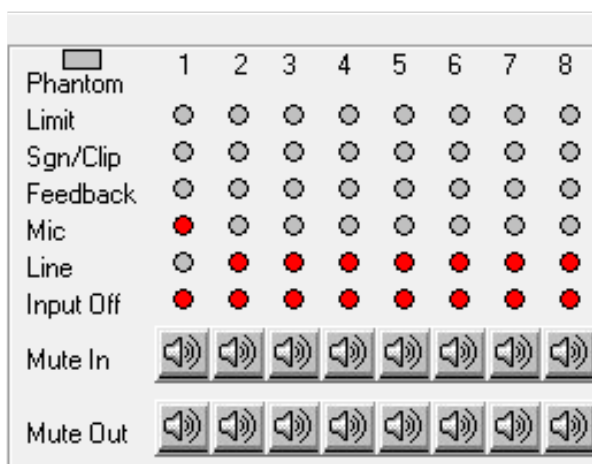 1 2 3 4 5 6 7 8
Phantom
Limit
Sgn/Clip
Feedback
Mic
Line
Input Off
Mute In
Mute Out